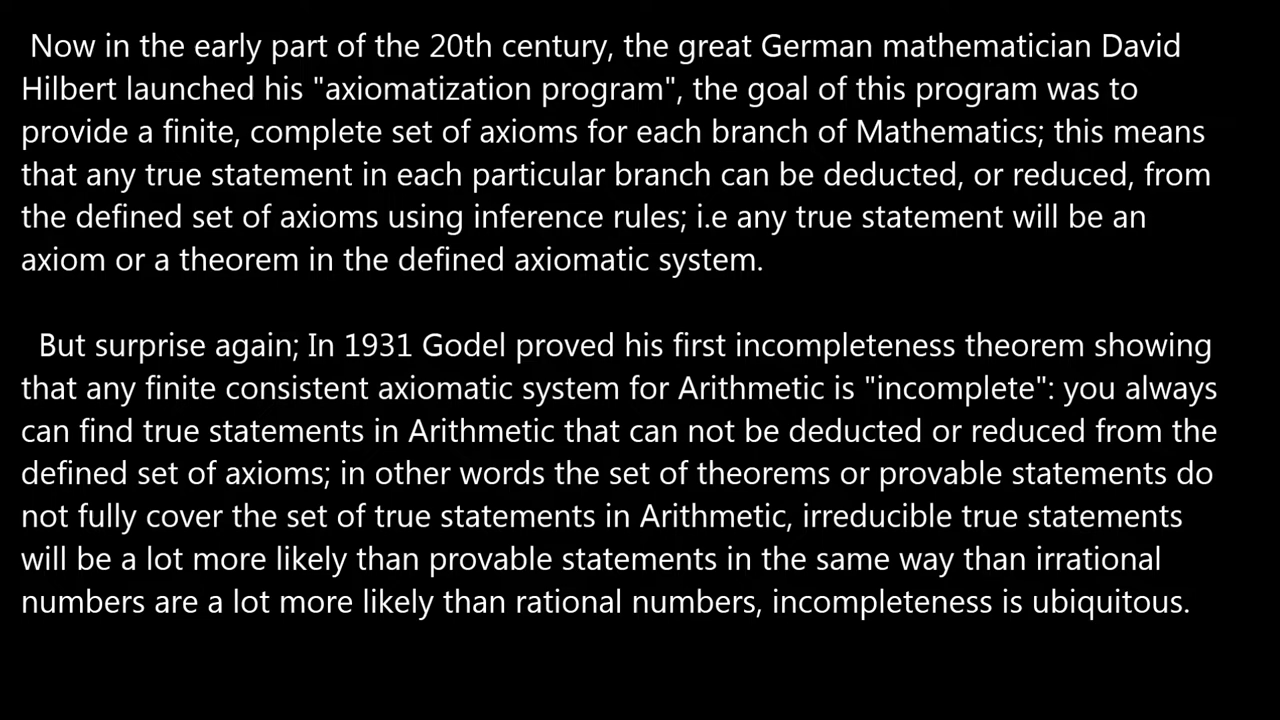 Now in the early part of the 20th century, the great German mathematician David
Hilbert launched his "axiomatization program", the goal of this program was to
provide a finite, complete set of axioms for each branch of Mathematics; this means
that any true statement in each particular branch can be deducted, or reduced, from
the defined set of axioms using inference rules; i.e any true statement will be an
axiom or a theorem in the defined axiomatic system.
But surprise again; In 1931 Godel proved his first incompleteness theorem showing
that any finite consistent axiomatic system for Arithmetic is "incomplete": you always
can find true statements in Arithmetic that can not be deducted or reduced from the
defined set of axioms; in other words the set of theorems or provable statements do
not fully cover the set of true statements in Arithmetic, irreducible true statements
will be a lot more likely than provable statements in the same way than irrational
numbers are a lot more likely than rational numbers, incompleteness is ubiquitous.